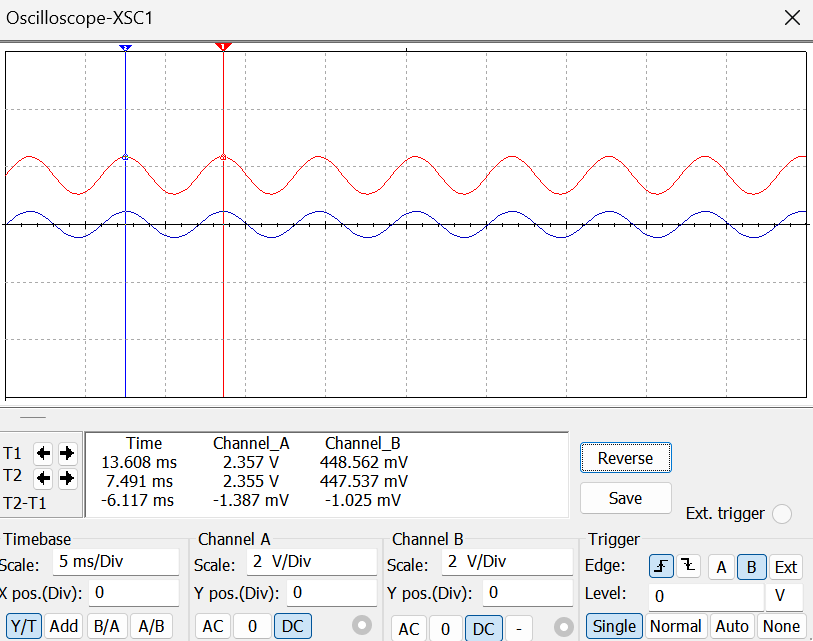 Oscilloscope-XSC1
2 1
Time Channel_A Channel_B
T1 13.608 ms 2.357 V 448.562 mV
T2 7.491 ms 2.355 V 447.537 mV
T2-T1 -6.117 ms -1.387 mV -1.025 mV
Reverse
Save
Ext. trigger
Timebase Channel A Channel B Trigger
Scale: 5 ms/Div Scale: 2 V/Div Scale: 2 V/Div Edge: A B Ext
X pos.(Div): 0 Y pos.(Div): 0 Y pos.(Div): 0 Level: 0 V
Y/T Add B/A A/B AC 0 DC AC 0 DC - Single Normal Auto None